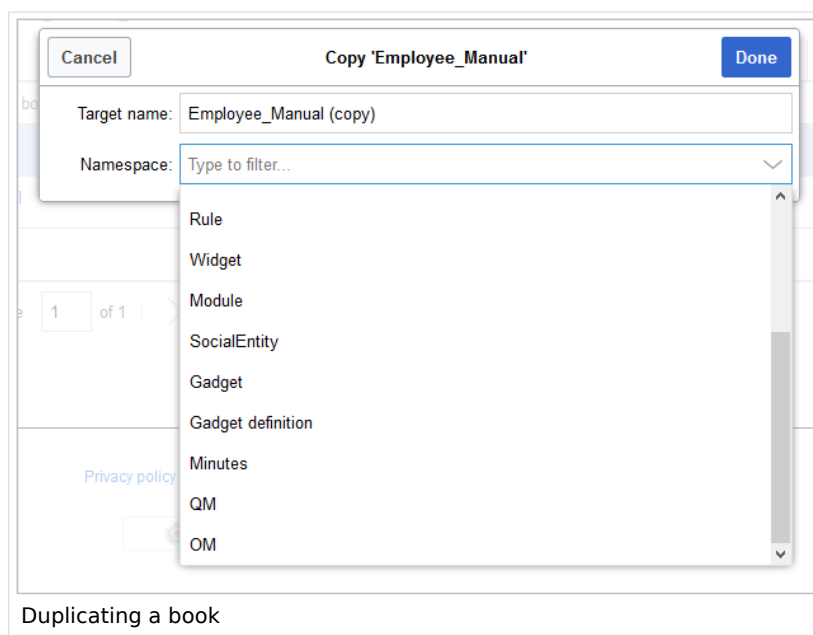 Cancel Copy 'Employee_Manual' Done
bo
Target name: Employee_Manual (copy)
Namespace: Type to filter...
Rule
Widget
Module
1 of 1
SocialEntity
Gadget
Gadget definition
Minutes
Privacy policy
QM
OM
Duplicating a book